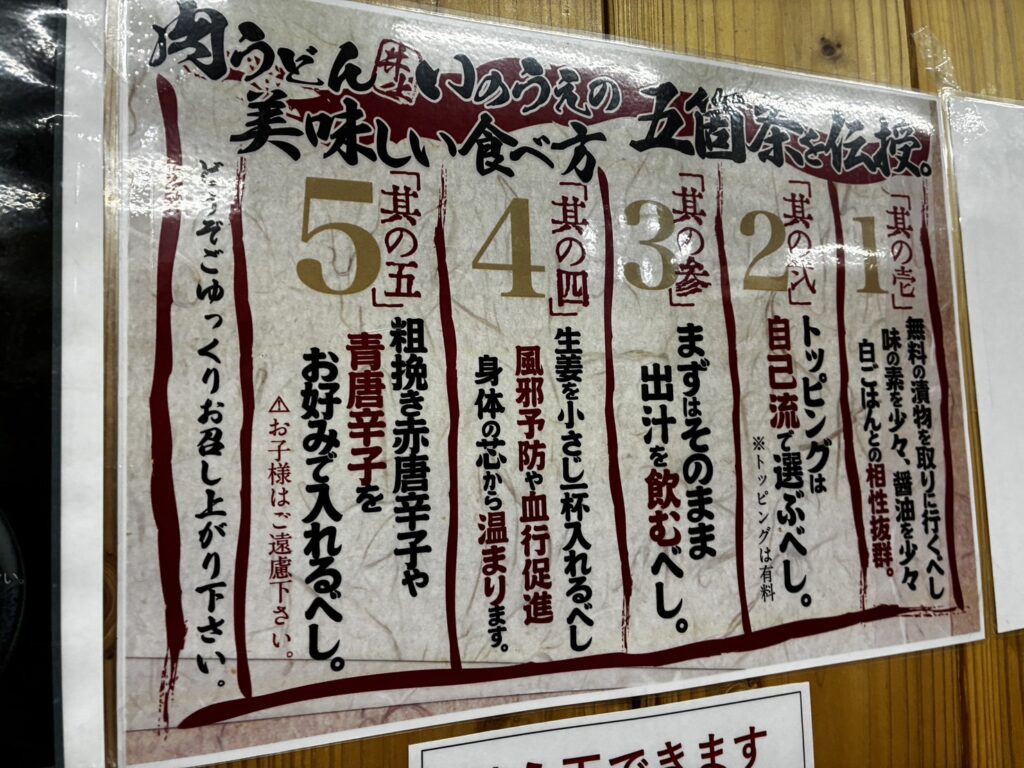 肉うどん井上いのうえの
美味しい食べ方
五箇条を伝授。
「其の壱」
1
無料の漬物を取りに行くべし
味の素を少々、醤油を少々
白ごはんとの相性抜群。
「其の弐」
2
トッピングは
自己流で選ぶべし。
※トッピングは有料
「其の参」
3
まずはそのまま
出汁を飲むべし。
「其の四」
4
生姜を小さじ一杯入れるべし
風邪予防や血行促進
身体の芯から温まります。
「其の五」
5
粗挽き赤唐辛子や
青唐辛子を
お好みで入れるべし。
⚠お子様はご遠慮下さい。
どうぞごゆっくりお召し上がり下さい。
できます